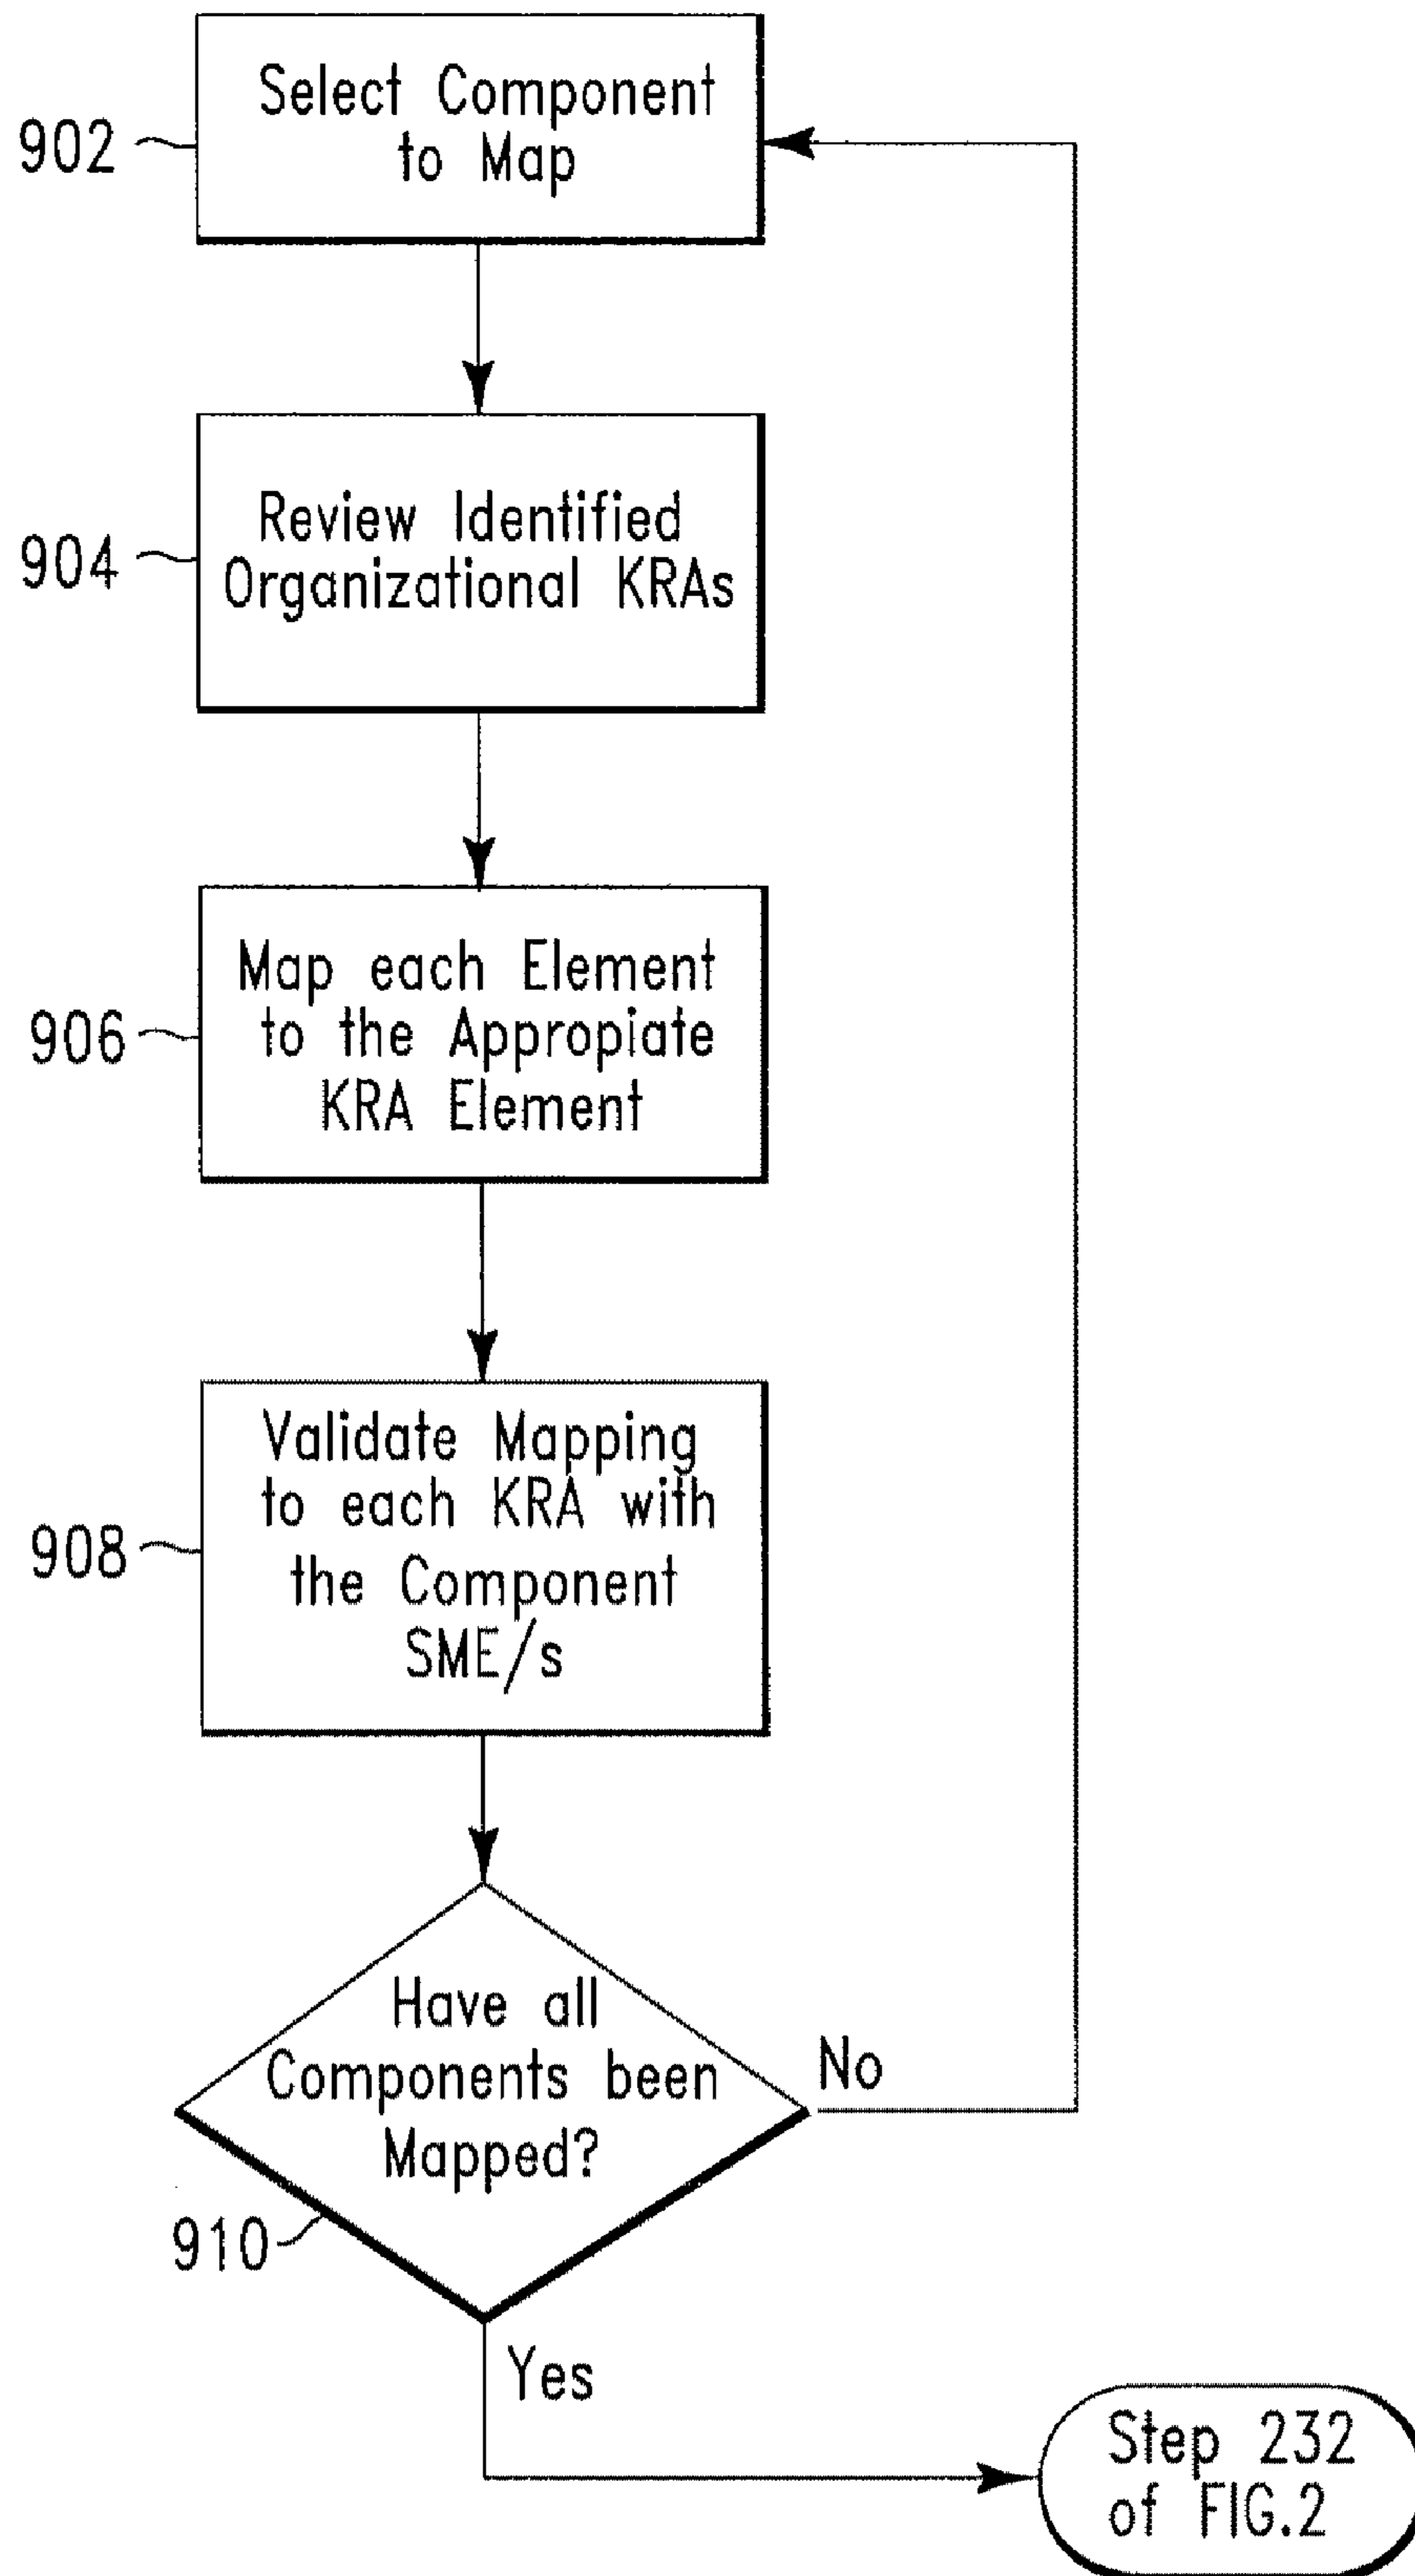 Select Component
to Map
902
Review Identified
Organizational KRAs
904
Map each Element
to the Appropiate
KRA Element
906
Validate Mapping
to each KRA with
the Component
SME/s
908
Have all
Components been
Mapped?
No
910
Yes
Step 232
of FIG.2